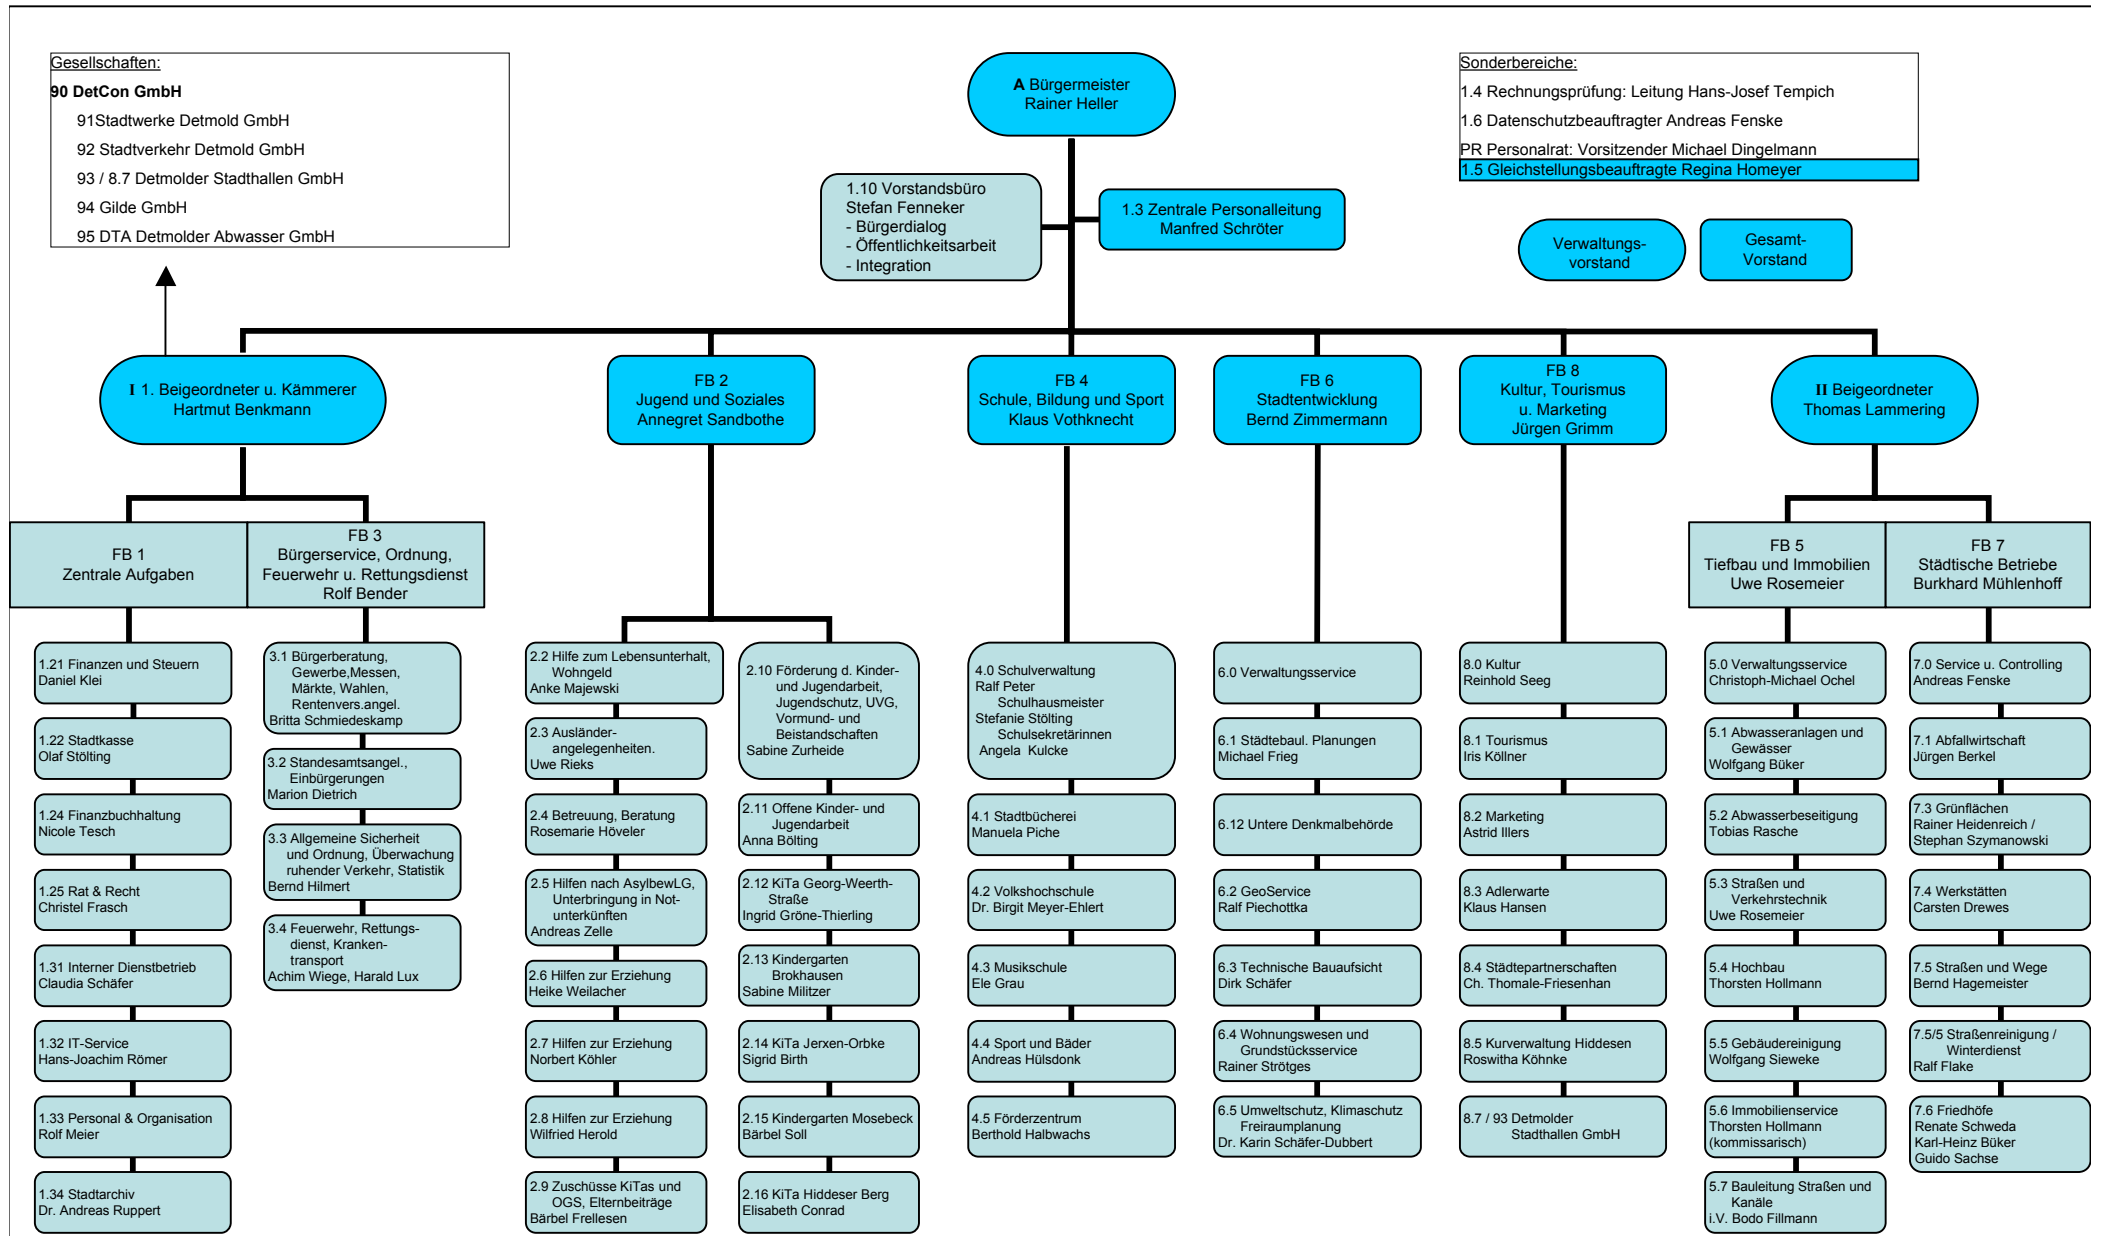 Gesellschaften:
90 DetCon GmbH
91Stadtwerke Detmold GmbH
92 Stadtverkehr Detmold GmbH
93 / 8.7 Detmolder Stadthallen GmbH
94 Gilde GmbH
95 DTA Detmolder Abwasser GmbH
A Bürgermeister
Rainer Heller
Sonderbereiche:
1.4 Rechnungsprüfung: Leitung Hans-Josef Tempich
1.6 Datenschutzbeauftragter Andreas Fenske
PR Personalrat: Vorsitzender Michael Dingelmann
1.5 Gleichstellungsbeauftragte Regina Homeyer
1.10 Vorstandsbüro
Stefan Fenneker
- Bürgerdialog
- Öffentlichkeitsarbeit
- Integration
1.3 Zentrale Personalleitung
Manfred Schröter
Verwaltungs-
vorstand
Gesamt-
Vorstand
I 1. Beigeordneter u. Kämmerer
Hartmut Benkmann
FB 2
Jugend und Soziales
Annegret Sandbothe
FB 4
Schule, Bildung und Sport
Klaus Vothknecht
FB 6
Stadtentwicklung
Bernd Zimmermann
FB 8
Kultur, Tourismus
u. Marketing
Jürgen Grimm
II Beigeordneter
Thomas Lammering
FB 1
Zentrale Aufgaben
FB 3
Bürgerservice, Ordnung,
Feuerwehr u. Rettungsdienst
Rolf Bender
FB 5
Tiefbau und Immobilien
Uwe Rosemeier
FB 7
Städtische Betriebe
Burkhard Mühlenhoff
1.21 Finanzen und Steuern
Daniel Klei
1.22 Stadtkasse
Olaf Stölting
1.24 Finanzbuchhaltung
Nicole Tesch
1.25 Rat & Recht
Christel Frasch
1.31 Interner Dienstbetrieb
Claudia Schäfer
1.32 IT-Service
Hans-Joachim Römer
1.33 Personal & Organisation
Rolf Meier
1.34 Stadtarchiv
Dr. Andreas Ruppert
3.1 Bürgerberatung,
Gewerbe,Messen,
Märkte, Wahlen,
Rentenvers.angel.
Britta Schmiedeskamp
3.2 Standesamtsangel.,
Einbürgerungen
Marion Dietrich
3.3 Allgemeine Sicherheit
und Ordnung, Überwachung
ruhender Verkehr, Statistik
Bernd Hilmert
3.4 Feuerwehr, Rettungs-
dienst, Kranken-
transport
Achim Wiege, Harald Lux
2.2 Hilfe zum Lebensunterhalt,
Wohngeld
Anke Majewski
2.3 Ausländer-
angelegenheiten.
Uwe Rieks
2.4 Betreuung, Beratung
Rosemarie Höveler
2.5 Hilfen nach AsylbewLG,
Unterbringung in Not-
unterkünften
Andreas Zelle
2.6 Hilfen zur Erziehung
Heike Weilacher
2.7 Hilfen zur Erziehung
Norbert Köhler
2.8 Hilfen zur Erziehung
Wilfried Herold
2.9 Zuschüsse KiTas und
OGS, Elternbeiträge
Bärbel Frellesen
2.10 Förderung d. Kinder-
und Jugendarbeit,
Jugendschutz, UVG,
Vormund- und
Beistandschaften
Sabine Zurheide
2.11 Offene Kinder- und
Jugendarbeit
Anna Bölting
2.12 KiTa Georg-Weerth-
Straße
Ingrid Gröne-Thierling
2.13 Kindergarten
Brokhausen
Sabine Militzer
2.14 KiTa Jerxen-Orbke
Sigrid Birth
2.15 Kindergarten Mosebeck
Bärbel Soll
2.16 KiTa Hiddeser Berg
Elisabeth Conrad
4.0 Schulverwaltung
Ralf Peter
Schulhausmeister
Stefanie Stölting
Schulsekretärinnen
Angela Kulcke
4.1 Stadtbücherei
Manuela Piche
4.2 Volkshochschule
Dr. Birgit Meyer-Ehlert
4.3 Musikschule
Ele Grau
4.4 Sport und Bäder
Andreas Hülsdonk
4.5 Förderzentrum
Berthold Halbwachs
6.0 Verwaltungsservice
6.1 Städtebaul. Planungen
Michael Frieg
6.12 Untere Denkmalbehörde
6.2 GeoService
Ralf Piechottka
6.3 Technische Bauaufsicht
Dirk Schäfer
6.4 Wohnungswesen und
Grundstücksservice
Rainer Strötges
6.5 Umweltschutz, Klimaschutz
Freiraumplanung
Dr. Karin Schäfer-Dubbert
8.0 Kultur
Reinhold Seeg
8.1 Tourismus
Iris Köllner
8.2 Marketing
Astrid Illers
8.3 Adlerwarte
Klaus Hansen
8.4 Städtepartnerschaften
Ch. Thomale-Friesenhan
8.5 Kurverwaltung Hiddesen
Roswitha Köhnke
8.7 / 93 Detmolder
Stadthallen GmbH
5.0 Verwaltungsservice
Christoph-Michael Ochel
5.1 Abwasseranlagen und
Gewässer
Wolfgang Büker
5.2 Abwasserbeseitigung
Tobias Rasche
5.3 Straßen und
Verkehrstechnik
Uwe Rosemeier
5.4 Hochbau
Thorsten Hollmann
5.5 Gebäudereinigung
Wolfgang Sieweke
5.6 Immobilienservice
Thorsten Hollmann
(kommissarisch)
5.7 Bauleitung Straßen und
Kanäle
i.V. Bodo Fillmann
7.0 Service u. Controlling
Andreas Fenske
7.1 Abfallwirtschaft
Jürgen Berkel
7.3 Grünflächen
Rainer Heidenreich /
Stephan Szymanowski
7.4 Werkstätten
Carsten Drewes
7.5 Straßen und Wege
Bernd Hagemeister
7.5/5 Straßenreinigung /
Winterdienst
Ralf Flake
7.6 Friedhöfe
Renate Schweda
Karl-Heinz Büker
Guido Sachse